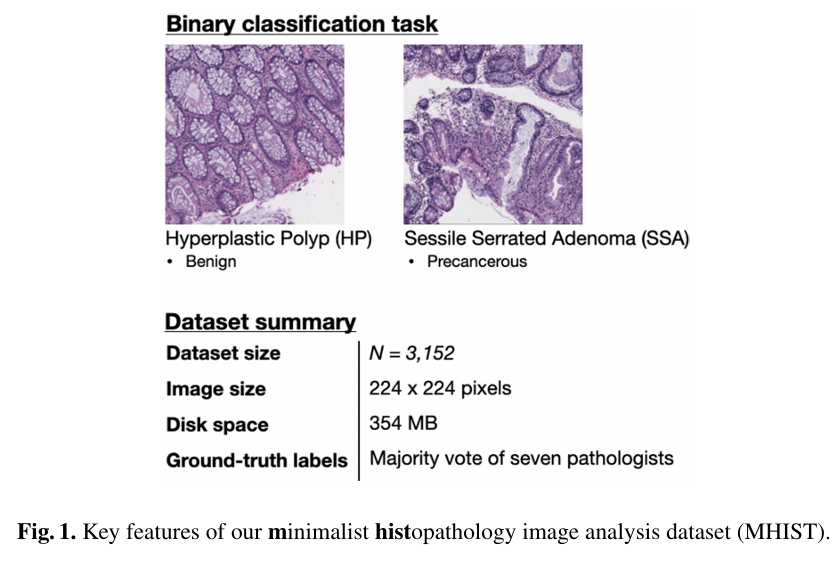 Binary classification task
Hyperplastic Polyp (HP)
• Benign
Sessile Serrated Adenoma (SSA)
• Precancerous
Dataset summary
Dataset size N = 3,152
Image size 224 x 224 pixels
Disk space 354 MB
Ground-truth labels Majority vote of seven pathologists
Fig. 1. Key features of our minimalist histopathology image analysis dataset (MHIST).